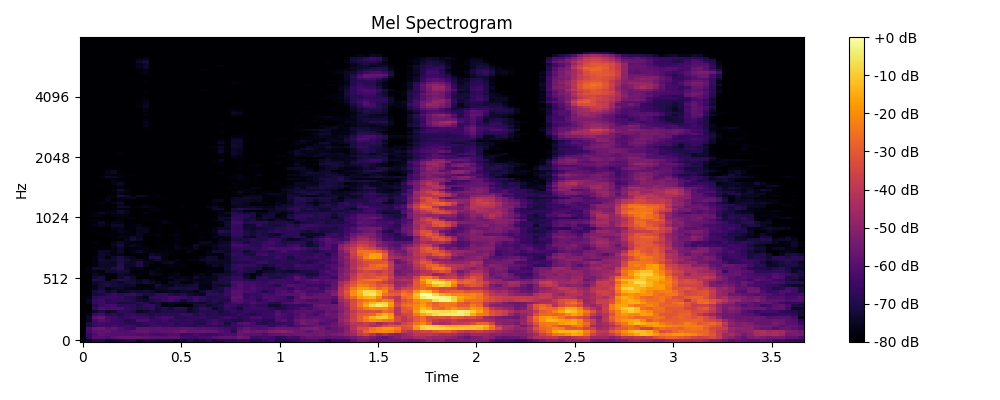 Mel Spectrogram
+0 dB
-10 dB
-20 dB
-30 dB
-40 dB
-50 dB
-60 dB
-70 dB
-80 dB
4096
2048
1024
512
0
Hz
0
0.5
1
1.5
2
2.5
3
3.5
Time